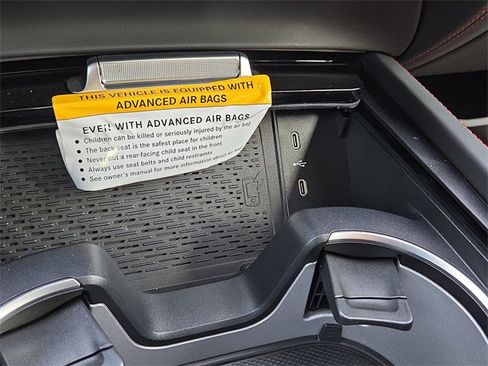 THIS VEHICLE IS EQUIPPED WITH
ADVANCED AIR BAGS
EVEN WITH ADVANCED AIR BAGS
• Children can be killed or seriously injured by the air bag
• The back seat is the safest place for children
• Never put a rear-facing child seat in the front
• Always use seat belts and child restraints
• See owner's manual for more information about air